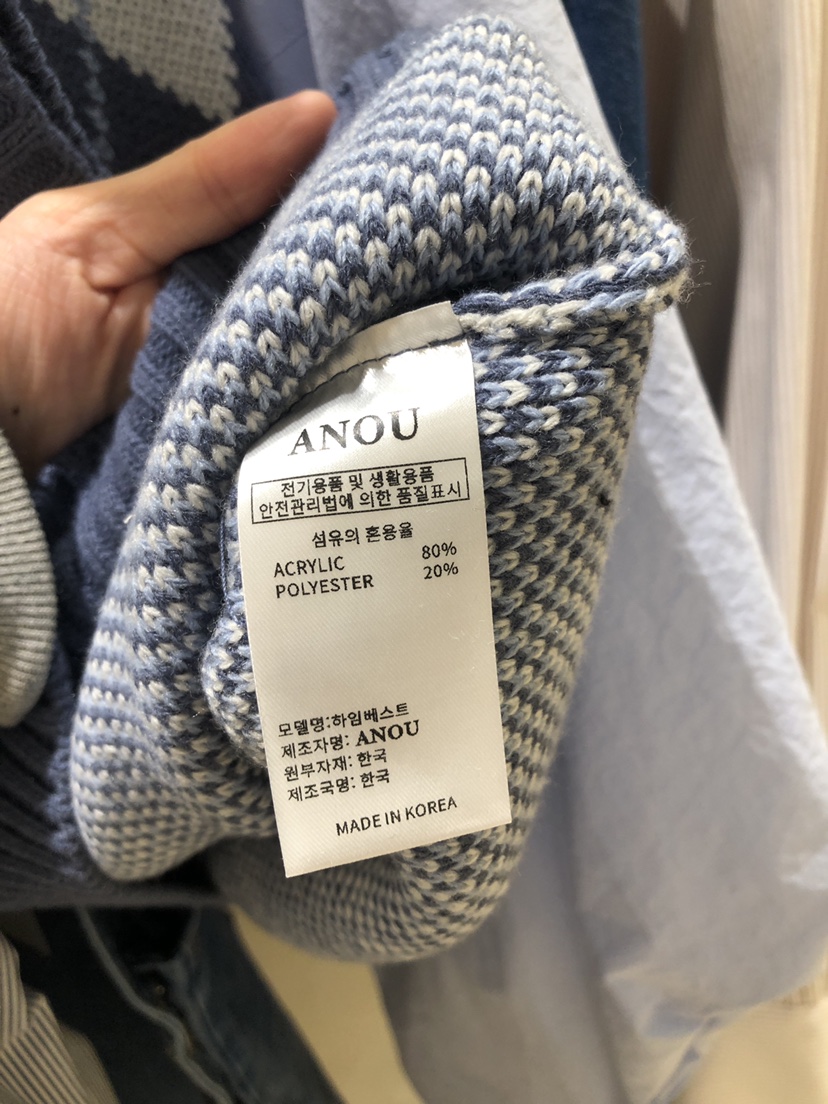 ANOU
전기용품 및 생활용품
안전관리법에 의한 품질표시
섬유의 혼용율
ACRYLIC 80%
POLYESTER 20%
모델명:하임베스트
제조자명: ANOU
원부자재: 한국
제조국명: 한국
MADE IN KOREA